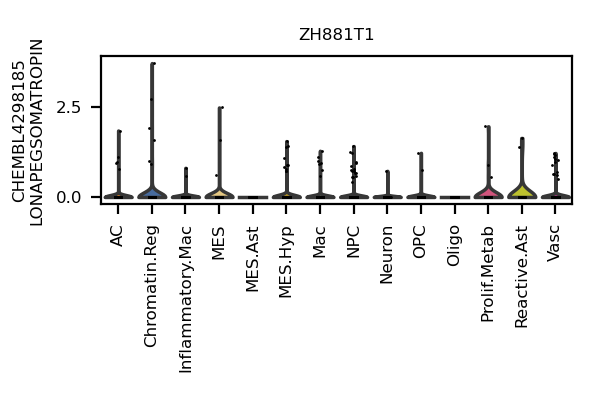 ZH881T1
CHEMBL4298185
LONAPEGSOMATROPIN
2.5
0.0
AC
Chromatin.Reg
Inflammatory.Mac
MES
MES.Ast
MES.Hyp
Mac
NPC
Neuron
OPC
Oligo
Prolif.Metab
Reactive.Ast
Vasc